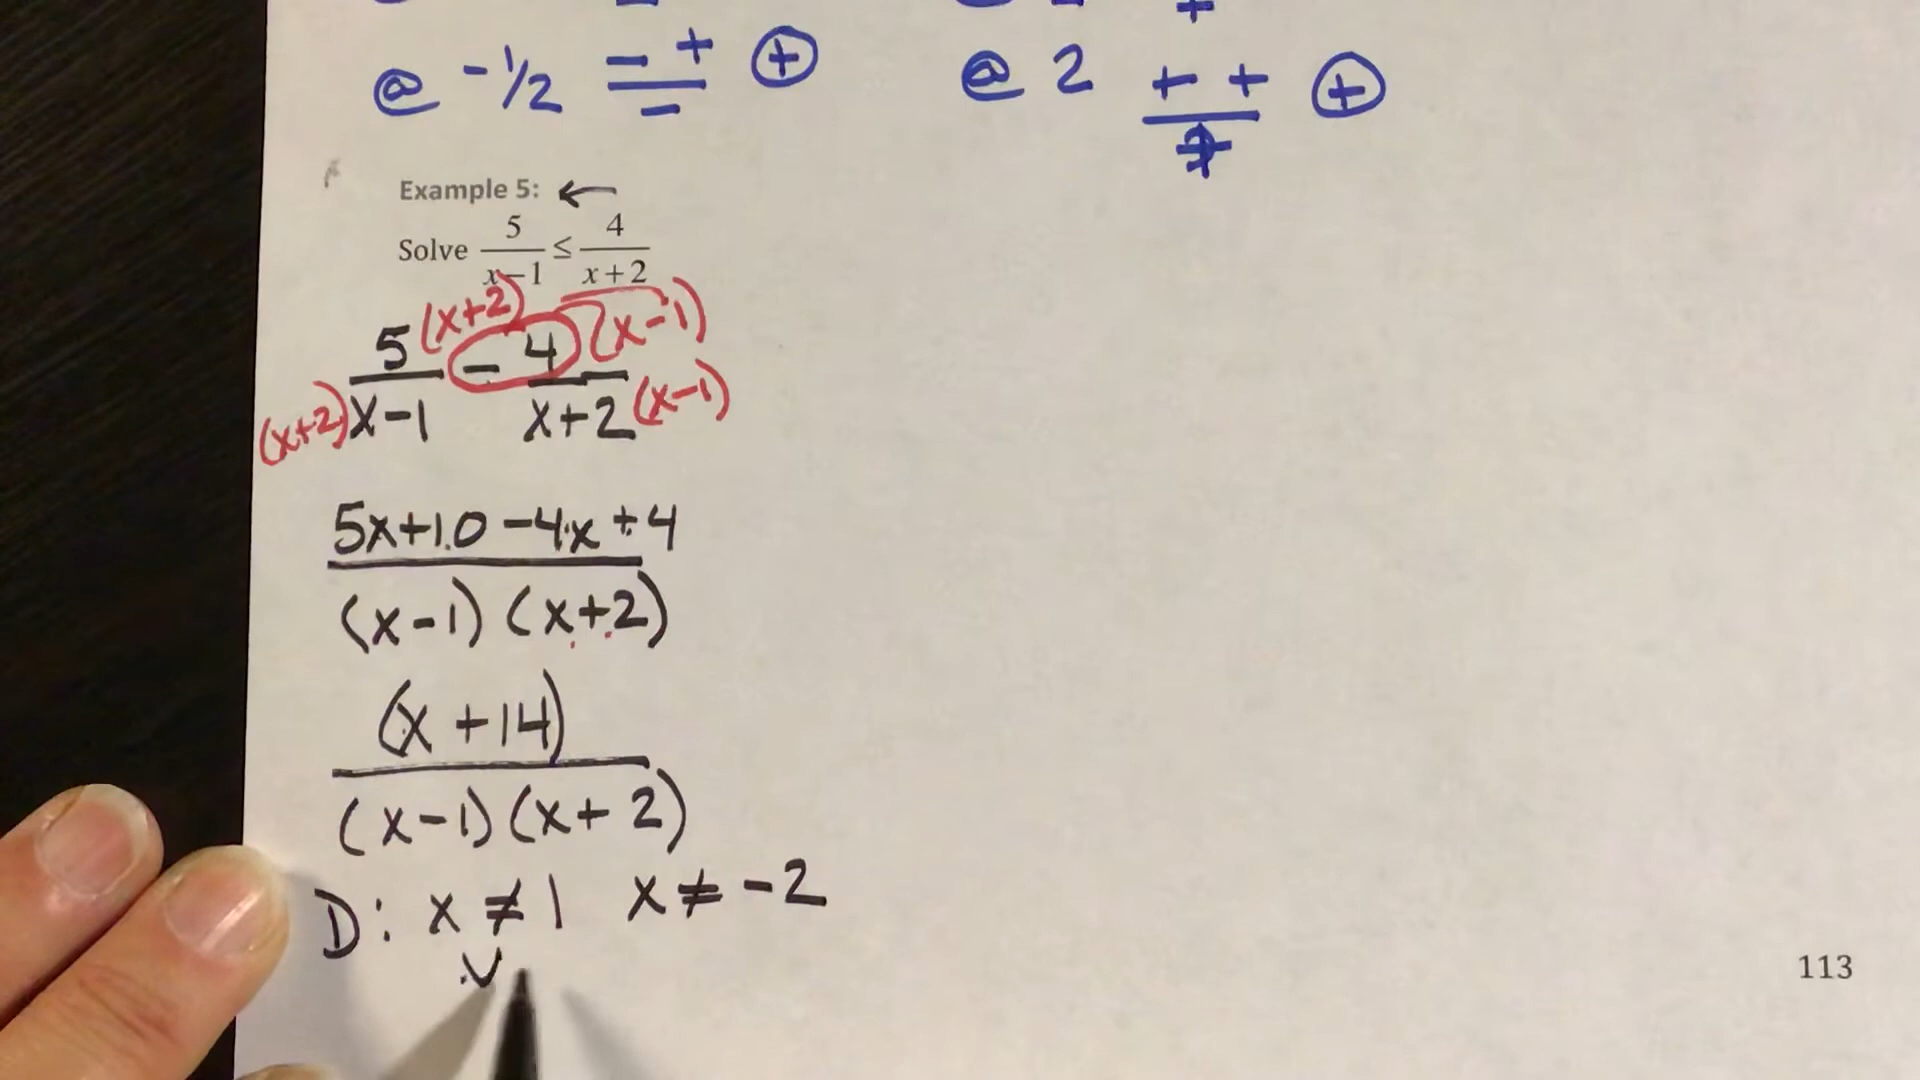 @ -1/2 - + / - ⊕ @ 2 + + / + ⊕
Example 5: ←
Solve 5/(x-1) ≤ 4/(x+2)
5(x+2) - 4(x-1)
(x+2) x-1 x+2 (x-1)
5x+10 -4x +4
(x-1) (x+2)
(x +14)
(x-1) (x+2)
D: x ≠ 1 x ≠ -2
113